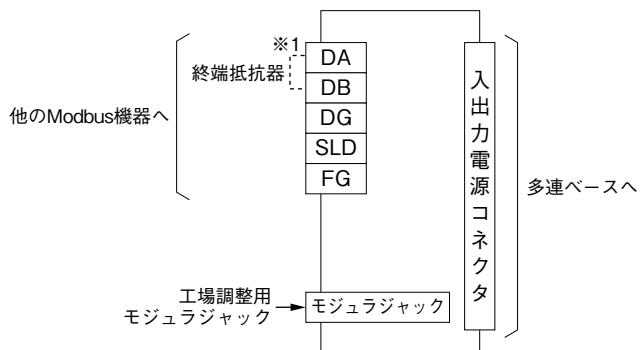 ※1
終端抵抗器
DA
DB
DG
SLD
FG
他のModbus機器へ
入出力電源コネクタ
多連ベースへ
工場調整用
モジュラジャック
モジュラジャック